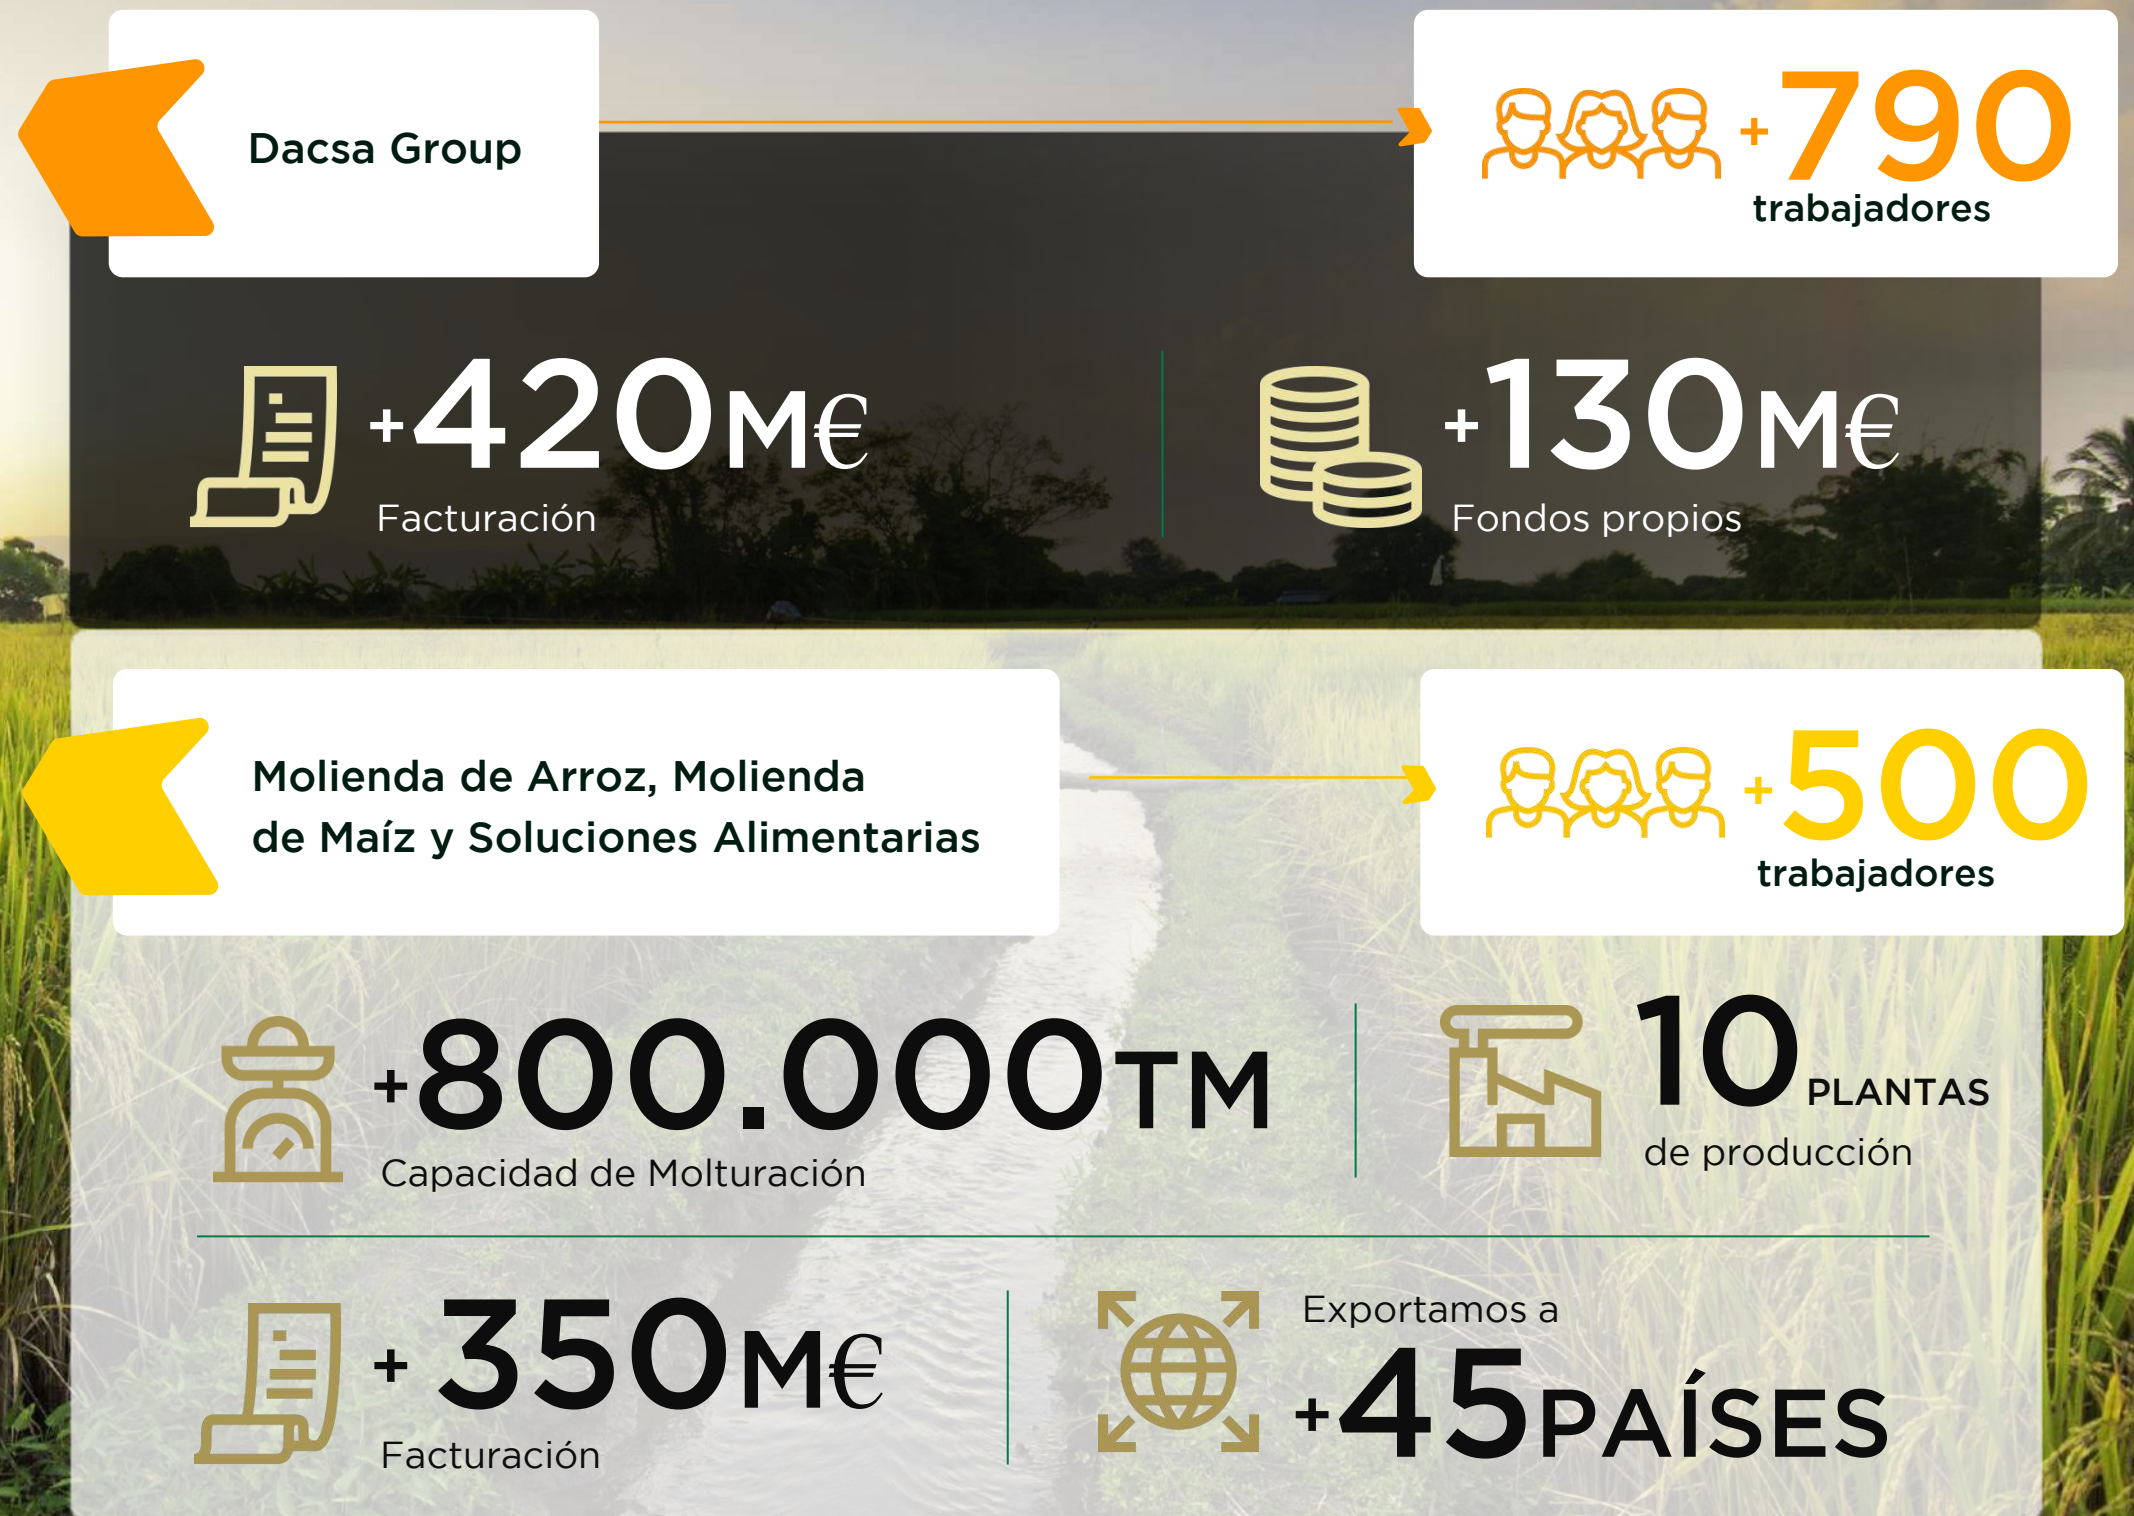 Dacsa Group
+790
trabajadores
+420M€
Facturación
+130M€
Fondos propios
Molienda de Arroz, Molienda
de Maíz y Soluciones Alimentarias
+500
trabajadores
+800.000TM
Capacidad de Molturación
10 PLANTAS
de producción
+ 350M€
Facturación
Exportamos a
+45PAÍSES